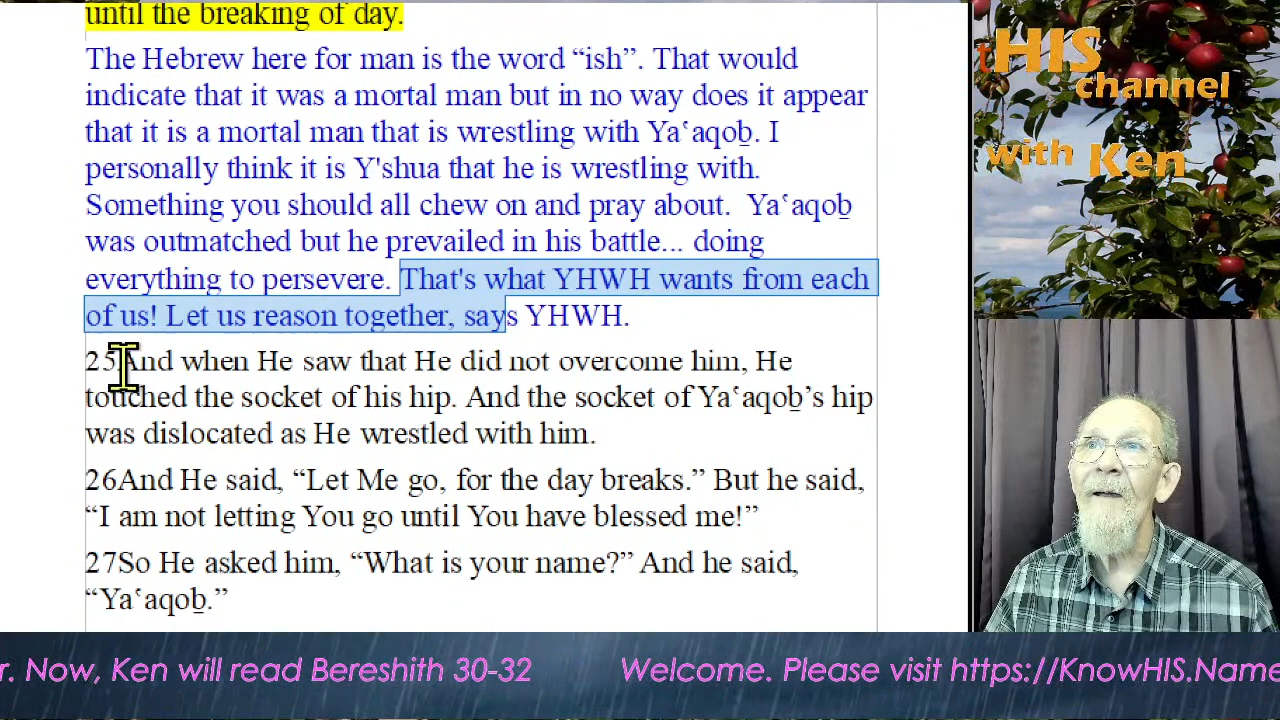 until the breaking of day.
The Hebrew here for man is the word “ish”. That would
indicate that it was a mortal man but in no way does it appear
that it is a mortal man that is wrestling with Yaʽaqoḇ. I
personally think it is Y'shua that he is wrestling with.
Something you should all chew on and pray about.  Yaʽaqoḇ
was outmatched but he prevailed in his battle... doing
everything to persevere. That's what YHWH wants from each
of us! Let us reason together, says YHWH.
25And when He saw that He did not overcome him, He
touched the socket of his hip. And the socket of Yaʽaqoḇ’s hip
was dislocated as He wrestled with him.
26And He said, “Let Me go, for the day breaks.” But he said,
“I am not letting You go until You have blessed me!”
27So He asked him, “What is your name?” And he said,
“Yaʽaqoḇ.”
tHIS
channel
with Ken
r. Now, Ken will read Bereshith 30-32 Welcome. Please visit https://KnowHIS.Name